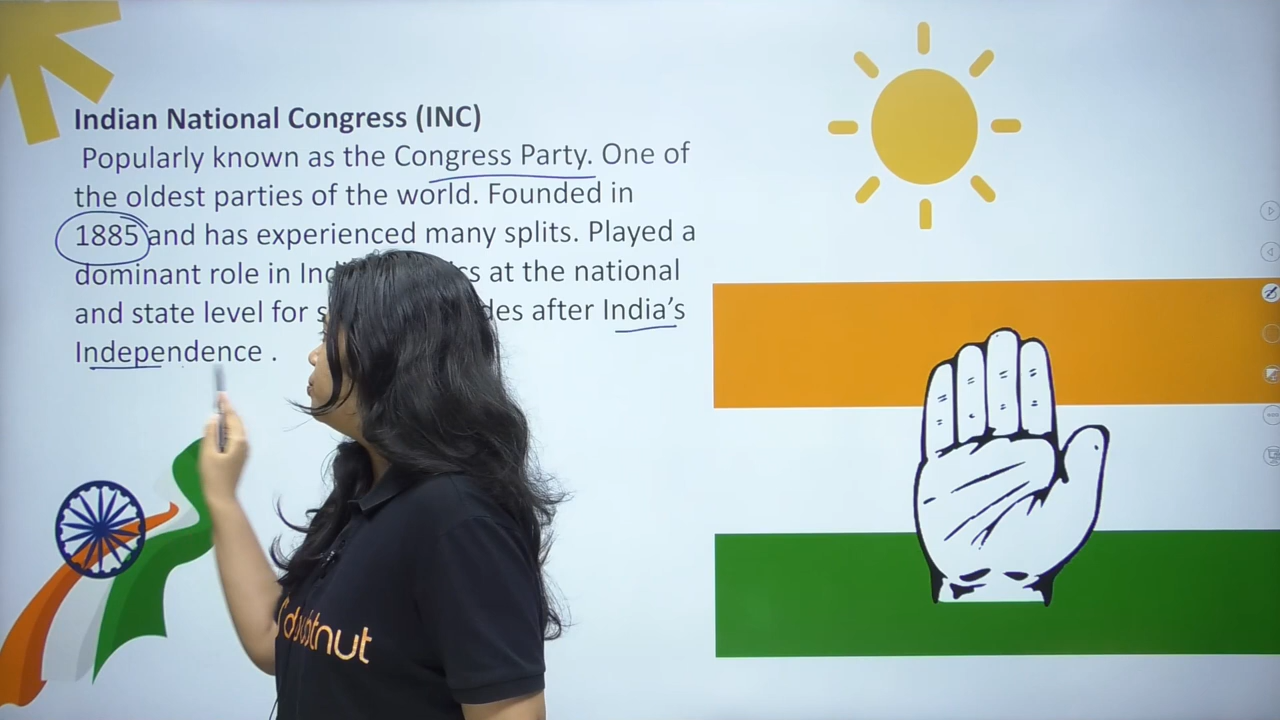 Indian National Congress (INC)
Popularly known as the Congress Party. One of
the oldest parties of the world. Founded in
1885 and has experienced many splits. Played a
dominant role in at the national
and state level for after India's
Independence .
doubtnut